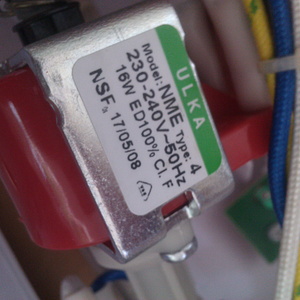 ULKA
Model: NME Type: 4
230-240V~50Hz
16W ED100% Cl. F
NSF® 17/05/08